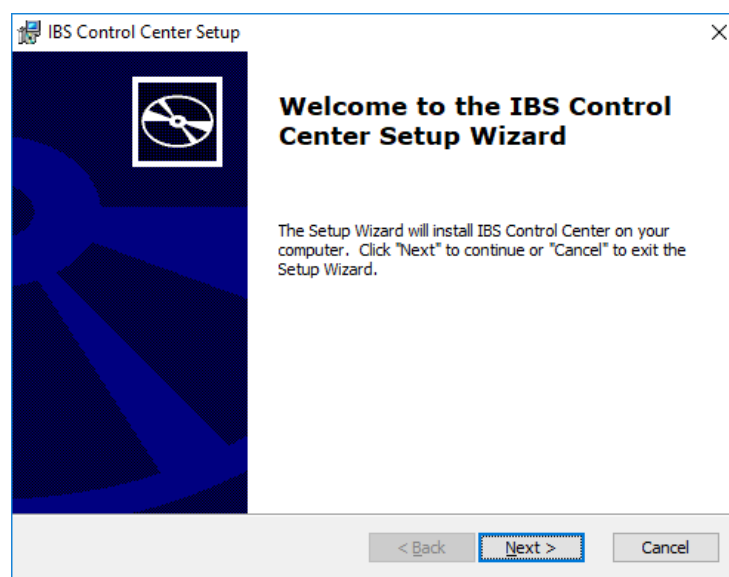 IBS Control Center Setup
Welcome to the IBS Control
Center Setup Wizard
The Setup Wizard will install IBS Control Center on your
computer.  Click "Next" to continue or "Cancel" to exit the
Setup Wizard.
< Back Next > Cancel